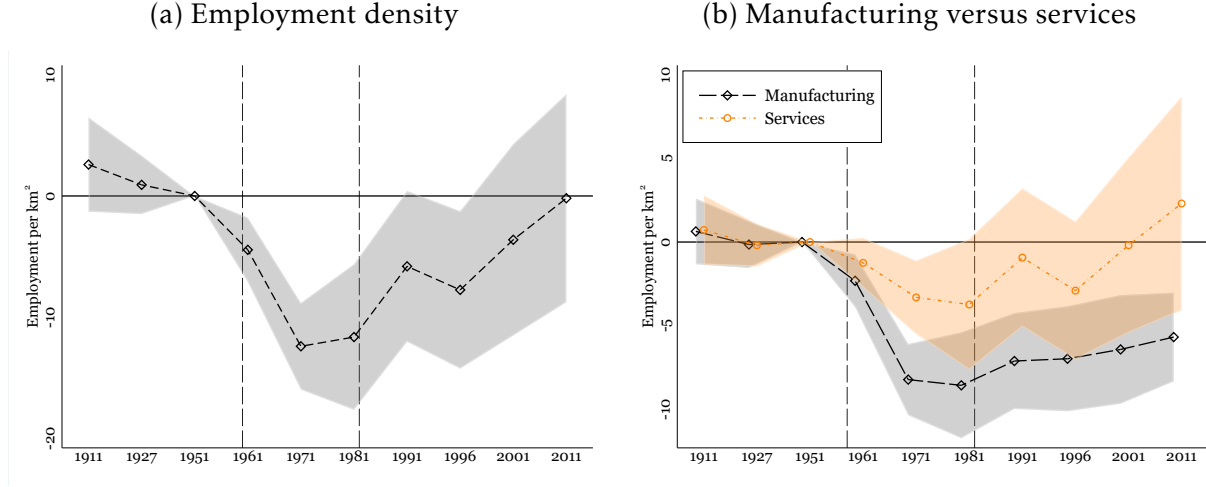 (a) Employment density
10
0
-10
-20
Employment per km²
1911 1927 1951 1961 1971 1981 1991 1996 2001 2011
(b) Manufacturing versus services
10
5
0
-5
-10
Employment per km²
Manufacturing
Services
1911 1927 1951 1961 1971 1981 1991 1996 2001 2011